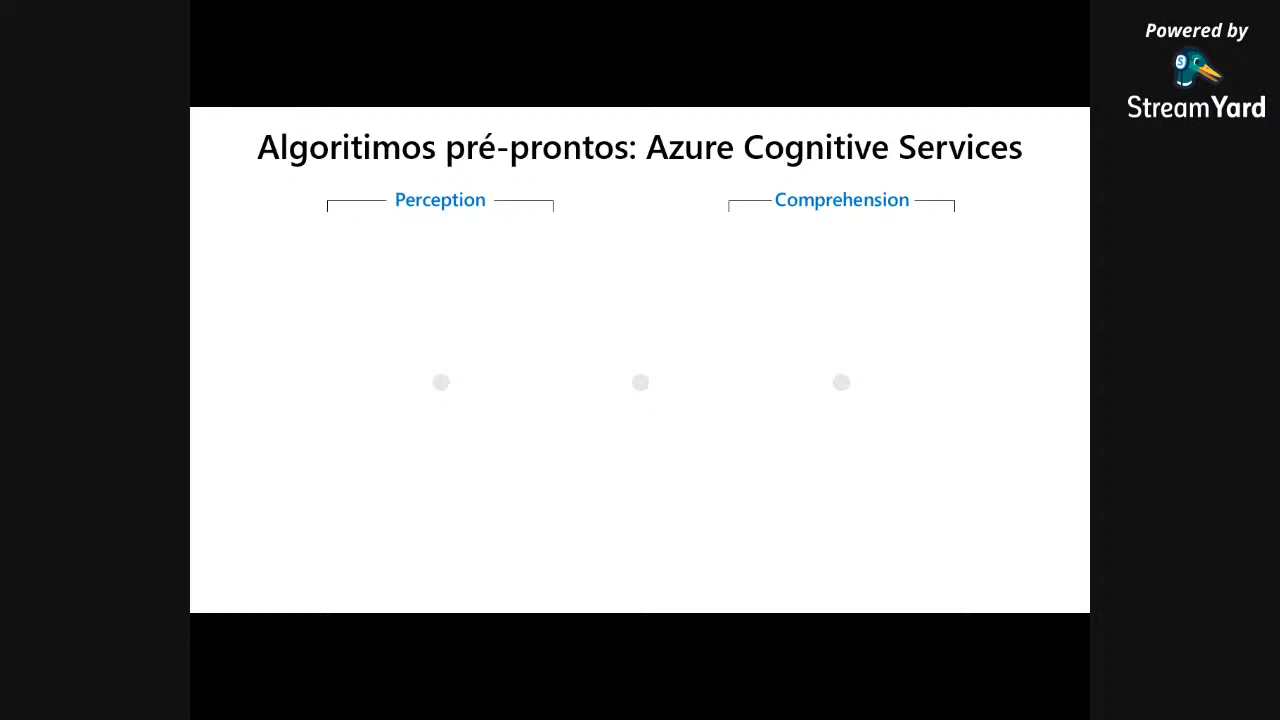 Powered by
StreamYard
Algoritimos pré-prontos: Azure Cognitive Services
Perception
Comprehension